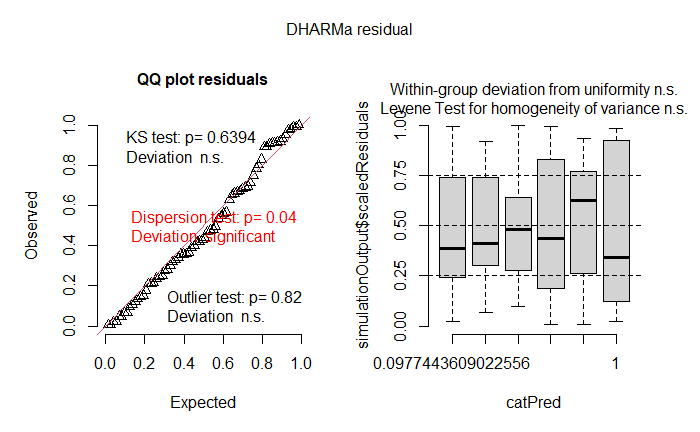 DHARMa residual
QQ plot residuals
KS test: p= 0.6394
Deviation n.s.
Dispersion test: p= 0.04
Deviation significant
Outlier test: p= 0.82
Deviation n.s.
Observed
0.0 0.2 0.4 0.6 0.8 1.0
0.0 0.2 0.4 0.6 0.8 1.0
Expected
Within-group deviation from uniformity n.s.
Levene Test for homogeneity of variance n.s.
simulationOutput$scaledResiduals
0.00 0.25 0.50 0.75 1.00
0.0977443609022556 1
catPred